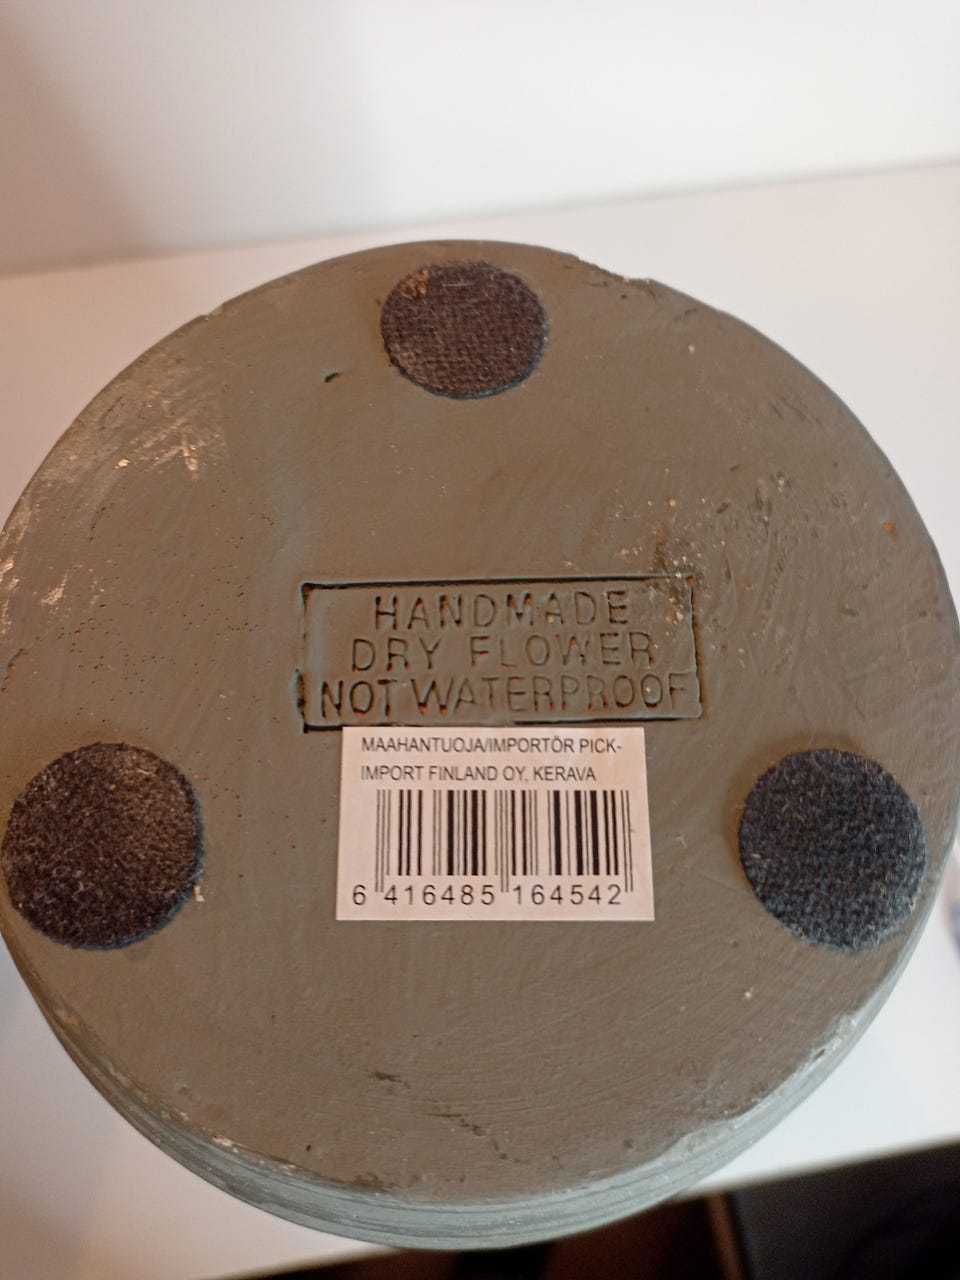 HANDMADE
DRY FLOWER
NOT WATERPROOF
MAAHANTUOJA/IMPORTÖR PICK-
IMPORT FINLAND OY, KERAVA
6 416485 164542